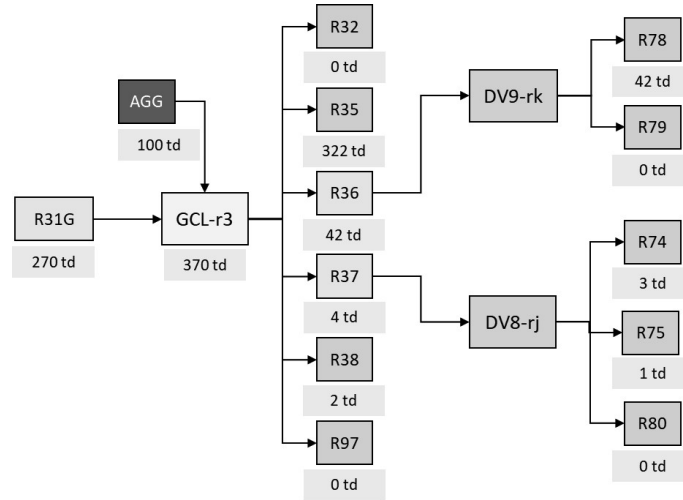 R32
0 td
R78
42 td
AGG
100 td
R35
322 td
DV9-rk
R79
0 td
R31G
270 td
GCL-r3
370 td
R36
42 td
R37
4 td
DV8-rj
R74
3 td
R75
1 td
R38
2 td
R80
0 td
R97
0 td